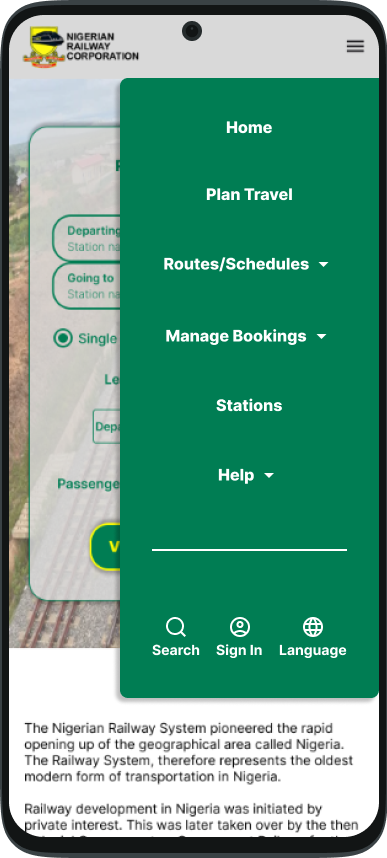 NIGERIAN
RAILWAY
CORPORATION
Home
Plan Travel
Routes/Schedules
Manage Bookings
Stations
Help
Search Sign In Language
Departing
Station na
Going to
Station na
Single
Le
Depa
Passenge
V
The Nigerian Railway System pioneered the rapid
opening up of the geographical area called Nigeria.
The Railway System, therefore represents the oldest
modern form of transportation in Nigeria.
Railway development in Nigeria was initiated by
private interest. This was later taken over by the then